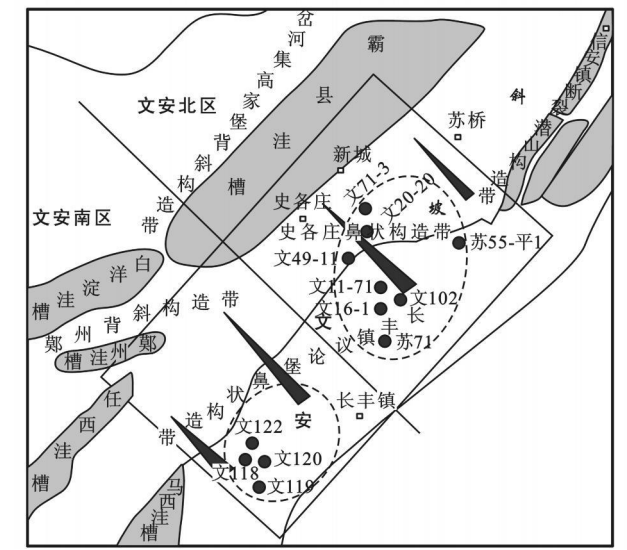 岔河集高家堡背斜构造带
霸县洼槽
信安镇断裂潜山构造带
文安北区
文安南区
文安斜坡
苏桥
新城
史各庄
文71-3
文20-20
史各庄鼻状构造带
苏55-平1
文49-11
文11-71
文102
文16-1
苏71
长丰镇议论堡鼻状构造带
长丰镇
白洋淀洼槽
鄚州背斜构造带
鄚州洼槽
任西洼槽
马西洼槽
文122
文120
文118
文119